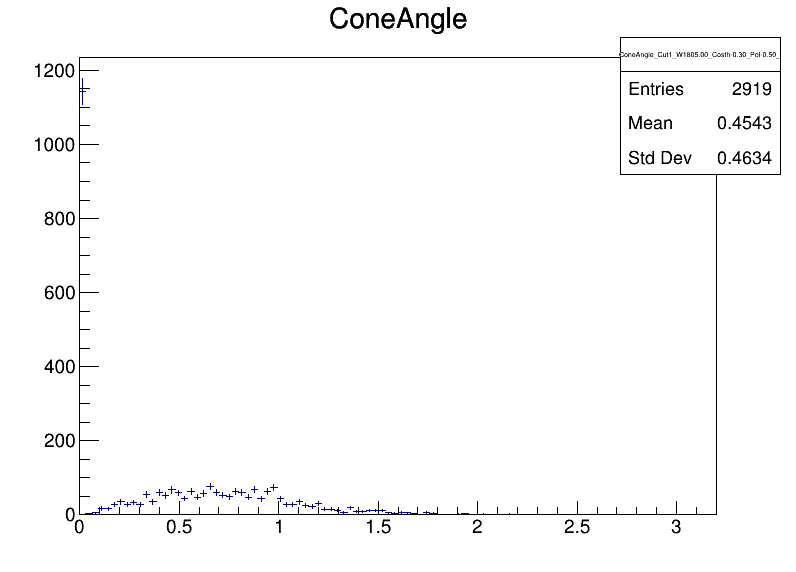 ConeAngle
ConeAngle_Cut1_W1805.00_Costh-0.30_Pol-0.50_
Entries 2919
Mean 0.4543
Std Dev 0.4634
1200
1000
800
600
400
200
0
0 0.5 1 1.5 2 2.5 3